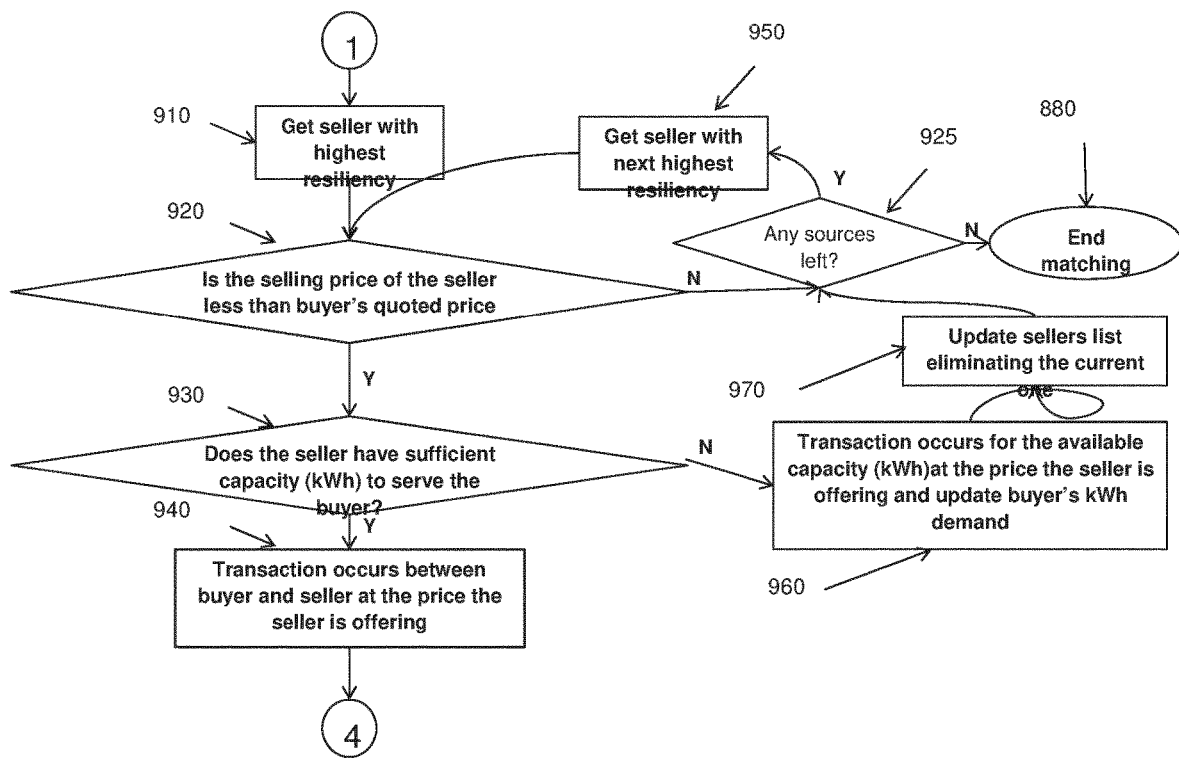 1
950
910
Get seller with
highest
resiliency
Get seller with
next highest
resiliency
925
880
920
Y
Any sources
left?
N
End
matching
Is the selling price of the seller
less than buyer's quoted price
N
Update sellers list
eliminating the current
one
970
Y
930
Does the seller have sufficient
capacity (kWh) to serve the
buyer?
N
Transaction occurs for the available
capacity (kWh)at the price the seller is
offering and update buyer's kWh
demand
960
940
Y
Transaction occurs between
buyer and seller at the price the
seller is offering
4